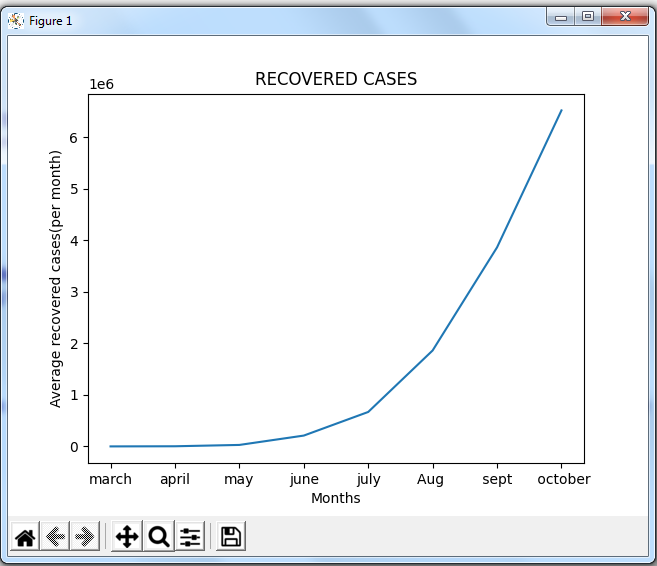 Figure 1
RECOVERED CASES
1e6
Average recovered cases(per month)
6
5
4
3
2
1
0
march april may june july Aug sept october
Months